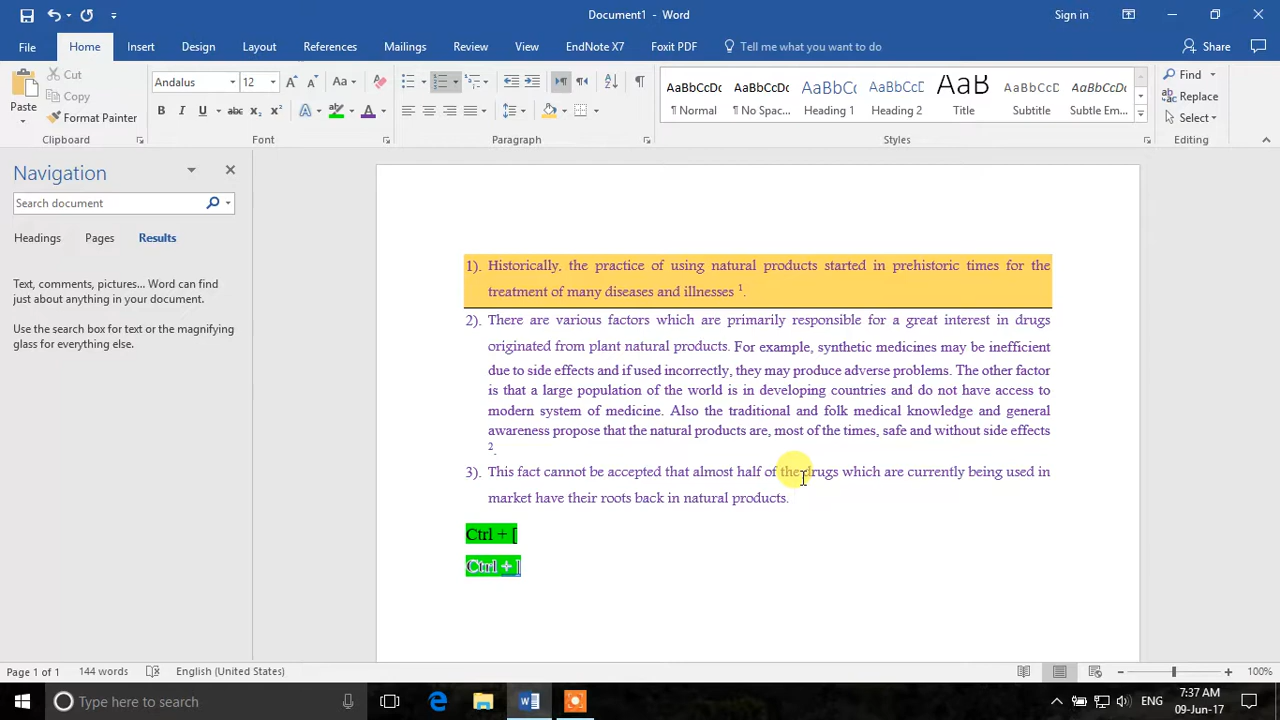 Document1 - Word
Sign in
File Home Insert Design Layout References Mailings Review View EndNote X7 Foxit PDF Tell me what you want to do Share
Paste
Cut
Copy
Format Painter
Andalus 12
Aa
B I U abc x₂ x²
A
AaBbCcDc AaBbCcDc AaBbCc AaBbCcD AaB AaBbCcD AaBbCcDc
¶ Normal ¶ No Spac... Heading 1 Heading 2 Title Subtitle Subtle Em...
Find
Replace
Select
Clipboard Font Paragraph Styles Editing
Navigation
Search document
Headings Pages Results
Text, comments, pictures... Word can find
just about anything in your document.
Use the search box for text or the magnifying
glass for everything else.
1). Historically, the practice of using natural products started in prehistoric times for the
treatment of many diseases and illnesses ¹.
2). There are various factors which are primarily responsible for a great interest in drugs
originated from plant natural products. For example, synthetic medicines may be inefficient
due to side effects and if used incorrectly, they may produce adverse problems. The other factor
is that a large population of the world is in developing countries and do not have access to
modern system of medicine. Also the traditional and folk medical knowledge and general
awareness propose that the natural products are, most of the times, safe and without side effects
².
3). This fact cannot be accepted that almost half of the drugs which are currently being used in
market have their roots back in natural products.
Ctrl + [
Ctrl + ]
Page 1 of 1 144 words English (United States) 100%
Type here to search
ENG
7:37 AM
09-Jun-17